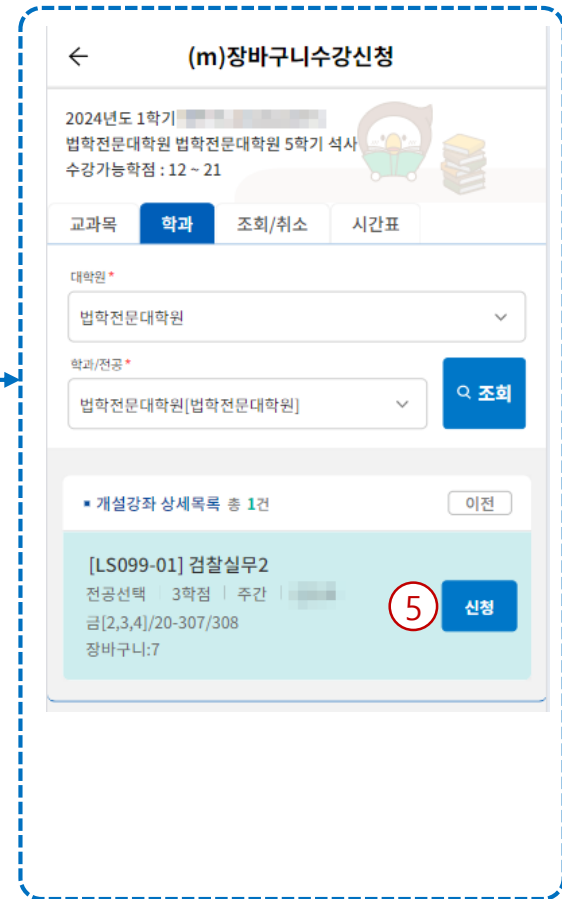 (m)장바구니수강신청
2024년도 1학기
법학전문대학원 법학전문대학원 5학기 석사
수강가능학점 : 12 ~ 21
교과목 학과 조회/취소 시간표
대학원 *
법학전문대학원
학과/전공 *
법학전문대학원[법학전문대학원]
조회
▪ 개설강좌 상세목록 총 1건 이전
[LS099-01] 검찰실무2
전공선택 | 3학점 | 주간 |
금[2,3,4]/20-307/308
장바구니:7
⑤ 신청